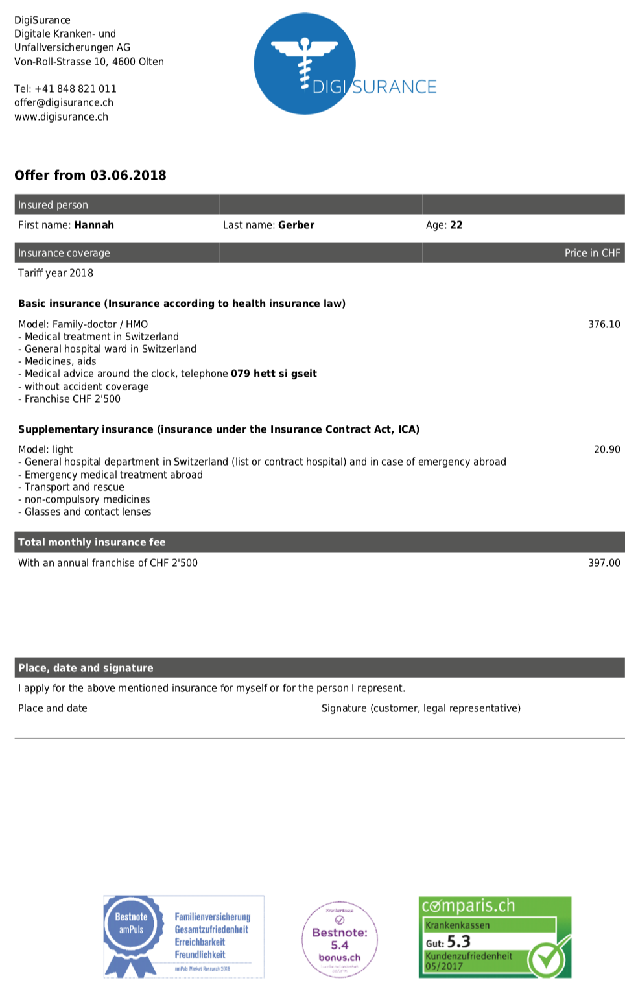 DigiSurance
Digitale Kranken- und
Unfallversicherungen AG
Von-Roll-Strasse 10, 4600 Olten
Tel: +41 848 821 011
offer@digisurance.ch
www.digisurance.ch
DIGI SURANCE
Offer from 03.06.2018
Insured person
First name: Hannah Last name: Gerber Age: 22
Insurance coverage Price in CHF
Tariff year 2018
Basic insurance (Insurance according to health insurance law)
Model: Family-doctor / HMO 376.10
- Medical treatment in Switzerland
- General hospital ward in Switzerland
- Medicines, aids
- Medical advice around the clock, telephone 079 hett si gseit
- without accident coverage
- Franchise CHF 2'500
Supplementary insurance (insurance under the Insurance Contract Act, ICA)
Model: light 20.90
- General hospital department in Switzerland (list or contract hospital) and in case of emergency abroad
- Emergency medical treatment abroad
- Transport and rescue
- non-compulsory medicines
- Glasses and contact lenses
Total monthly insurance fee
With an annual franchise of CHF 2'500 397.00
Place, date and signature
I apply for the above mentioned insurance for myself or for the person I represent.
Place and date Signature (customer, legal representative)
Bestnote
amPuls
Familienversicherung
Gesamtzufriedenheit
Erreichbarkeit
Freundlichkeit
amPuls Market Research 2018
Krankenkasse
Bestnote:
5.4
bonus.ch
comparis.ch
Krankenkassen
Gut: 5.3
Kundenzufriedenheit
05/2017